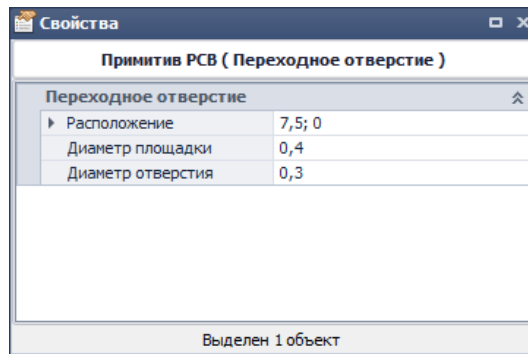 Свойства
Примитив PCB ( Переходное отверстие )
Переходное отверстие
Расположение 7,5; 0
Диаметр площадки 0,4
Диаметр отверстия 0,3
Выделен 1 объект